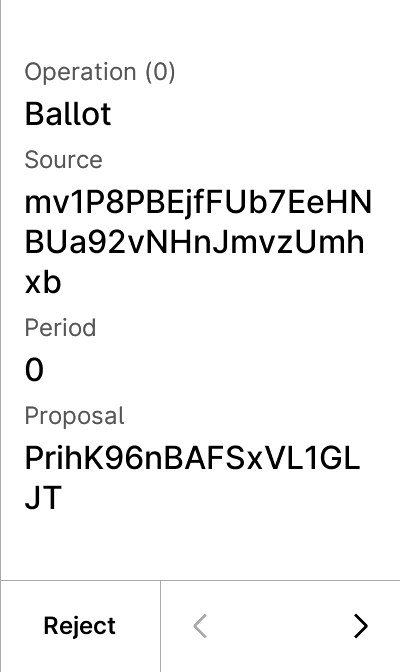 Operation (0)
Ballot
Source
mv1P8PBEjfFUb7EeHN
BUa92vNHnJmvzUmh
xb
Period
0
Proposal
PrihK96nBAFSxVL1GL
JT
Reject